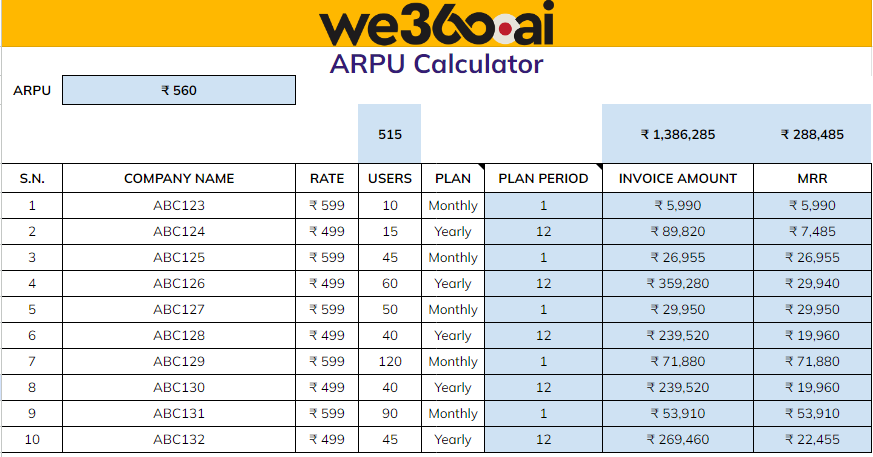 we360.ai
ARPU Calculator
ARPU ₹ 560
515 ₹ 1,386,285 ₹ 288,485
S.N. COMPANY NAME RATE USERS PLAN PLAN PERIOD INVOICE AMOUNT MRR
1 ABC123 ₹ 599 10 Monthly 1 ₹ 5,990 ₹ 5,990
2 ABC124 ₹ 499 15 Yearly 12 ₹ 89,820 ₹ 7,485
3 ABC125 ₹ 599 45 Monthly 1 ₹ 26,955 ₹ 26,955
4 ABC126 ₹ 499 60 Yearly 12 ₹ 359,280 ₹ 29,940
5 ABC127 ₹ 599 50 Monthly 1 ₹ 29,950 ₹ 29,950
6 ABC128 ₹ 499 40 Yearly 12 ₹ 239,520 ₹ 19,960
7 ABC129 ₹ 599 120 Monthly 1 ₹ 71,880 ₹ 71,880
8 ABC130 ₹ 499 40 Yearly 12 ₹ 239,520 ₹ 19,960
9 ABC131 ₹ 599 90 Monthly 1 ₹ 53,910 ₹ 53,910
10 ABC132 ₹ 499 45 Yearly 12 ₹ 269,460 ₹ 22,455